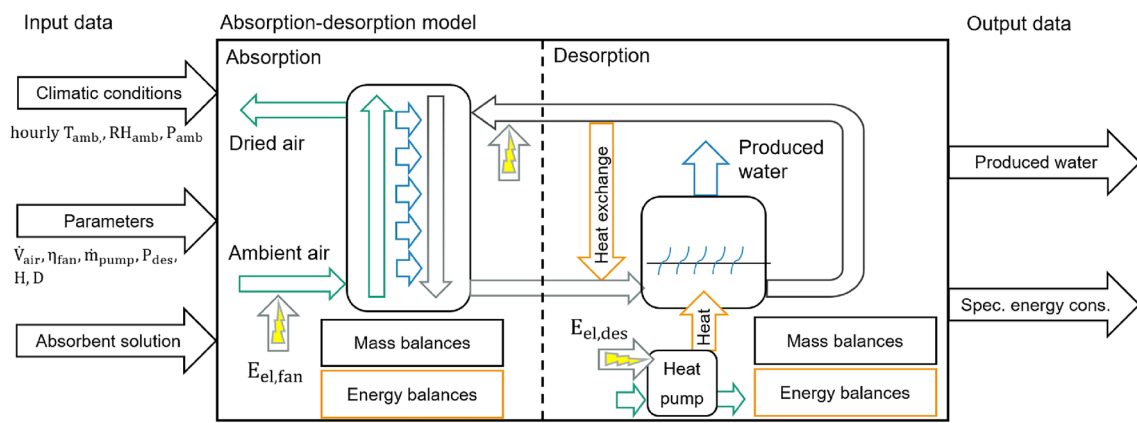 Input data
Absorption-desorption model
Output data
Absorption
Desorption
Climatic conditions
hourly T_amb,, RH_amb, P_amb
Dried air
Produced
water
Produced water
Heat exchange
Parameters
V̇_air, η_fan, ṁ_pump, P_des,
H, D
Ambient air
Absorbent solution
E_el,fan
E_el,des
Heat
Heat
pump
Mass balances
Energy balances
Mass balances
Energy balances
Spec. energy cons.